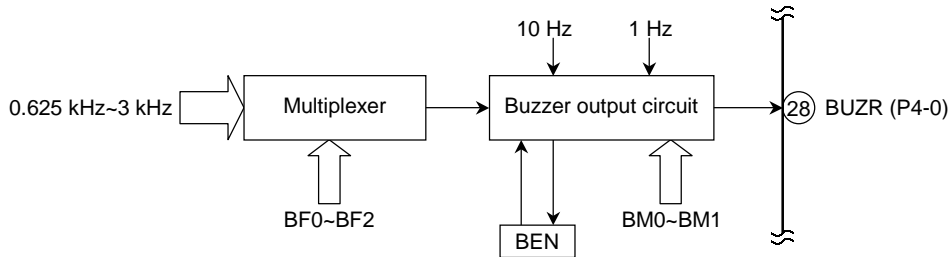 10 Hz
1 Hz
0.625 kHz~3 kHz
Multiplexer
Buzzer output circuit
28
BUZR (P4-0)
BF0~BF2
BEN
BM0~BM1